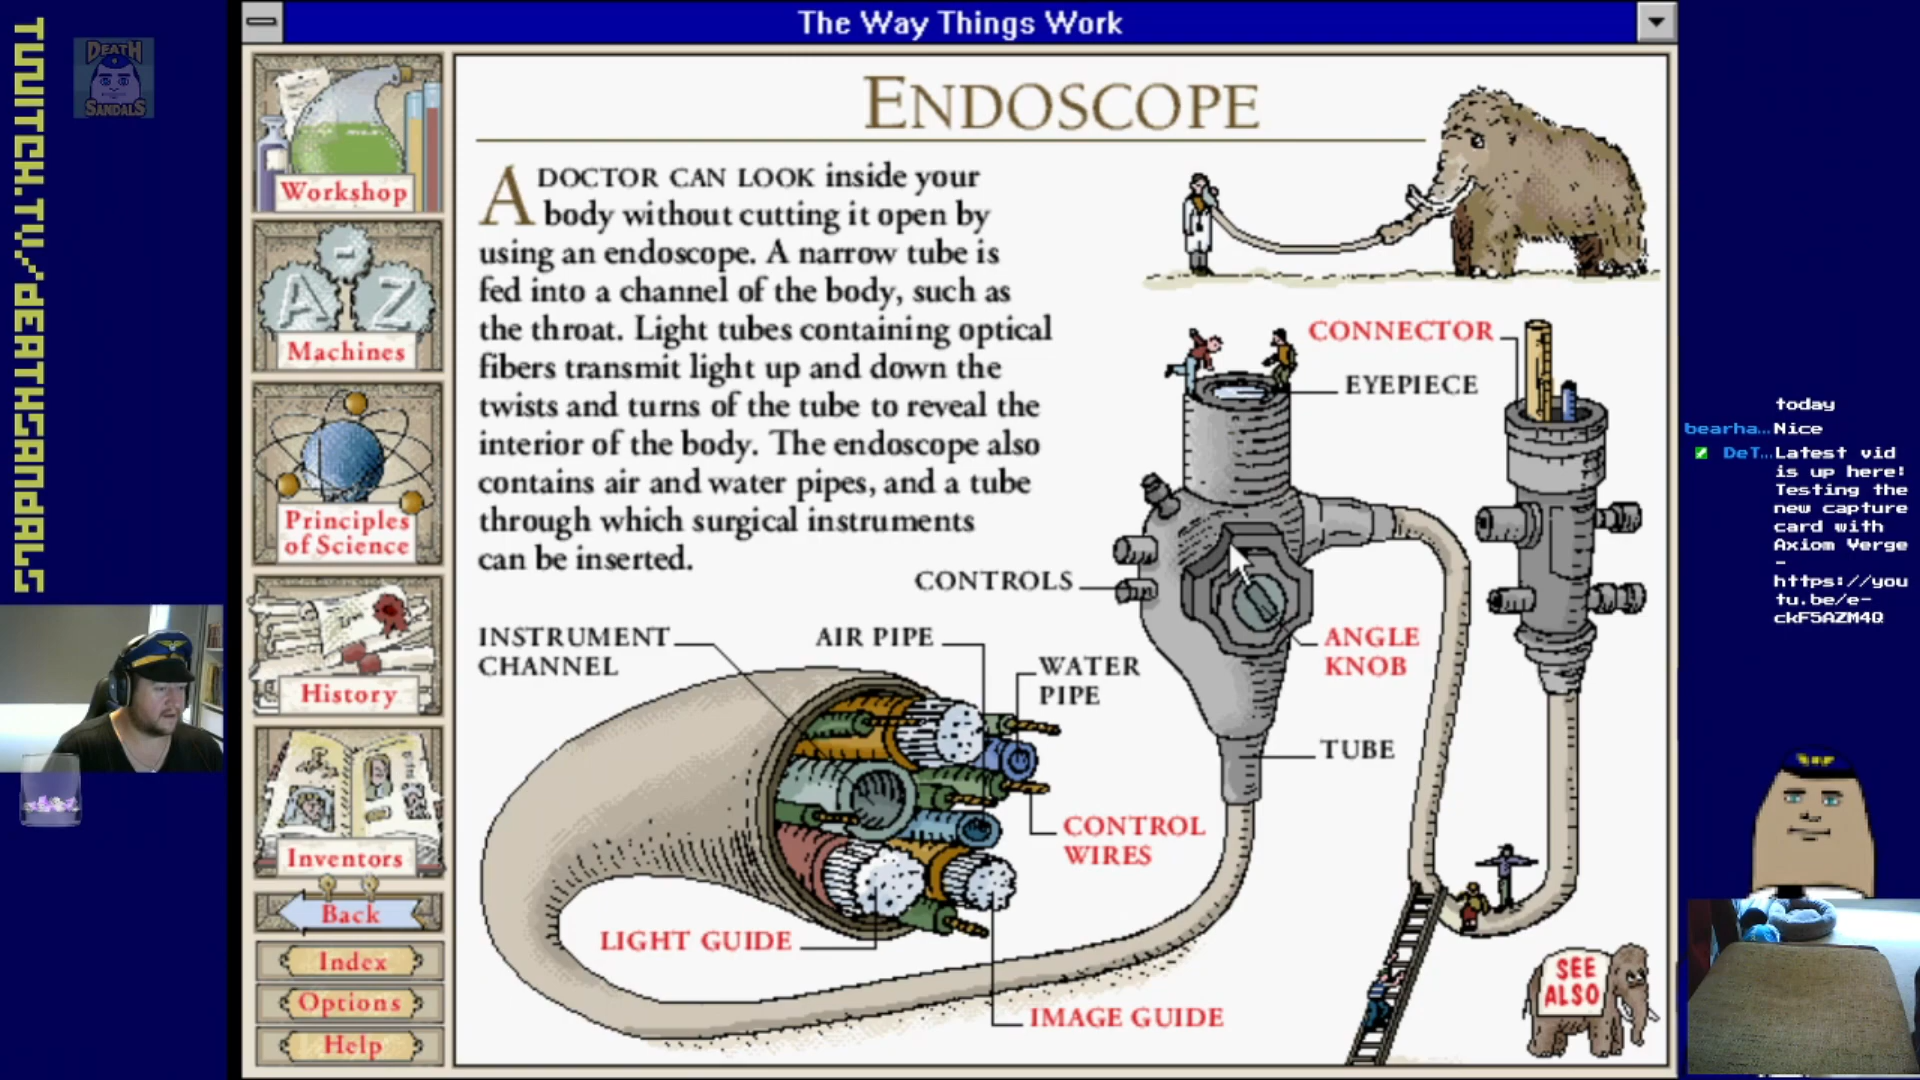 TWITCH.TV/DEATHSANDALS
DEATH
SANDALS
The Way Things Work
Workshop
A - Z
Machines
Principles
of Science
History
Inventors
Back
Index
Options
Help
ENDOSCOPE
A DOCTOR CAN LOOK inside your
body without cutting it open by
using an endoscope. A narrow tube is
fed into a channel of the body, such as
the throat. Light tubes containing optical
fibers transmit light up and down the
twists and turns of the tube to reveal the
interior of the body. The endoscope also
contains air and water pipes, and a tube
through which surgical instruments
can be inserted.
CONNECTOR
EYEPIECE
CONTROLS
INSTRUMENT
CHANNEL
AIR PIPE
WATER
PIPE
ANGLE
KNOB
TUBE
CONTROL
WIRES
LIGHT GUIDE
IMAGE GUIDE
SEE
ALSO
today
bearha...Nice
DeT...Latest vid
is up here:
Testing the
new capture
card with
Axiom Verge
-
https://you
tu.be/e-
ckF5AZM4Q